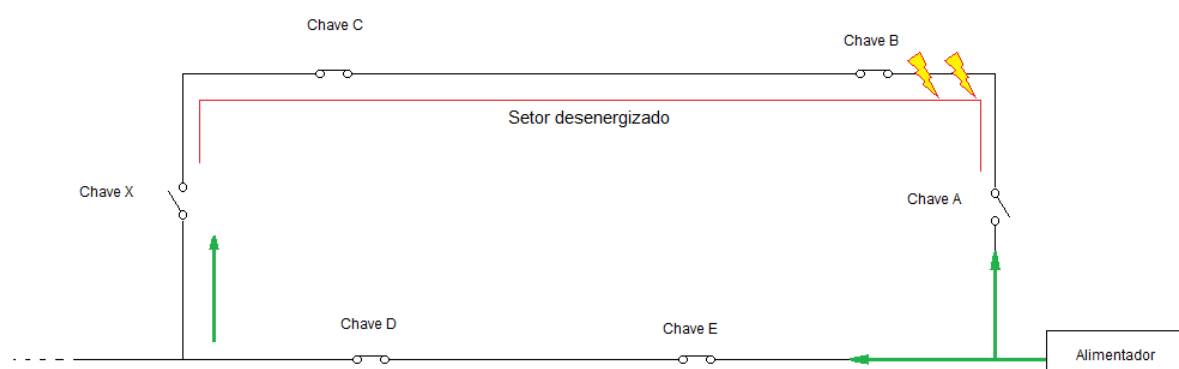 Chave C
Chave B
Setor desenergizado
Chave X
Chave A
Chave D
Chave E
Alimentador